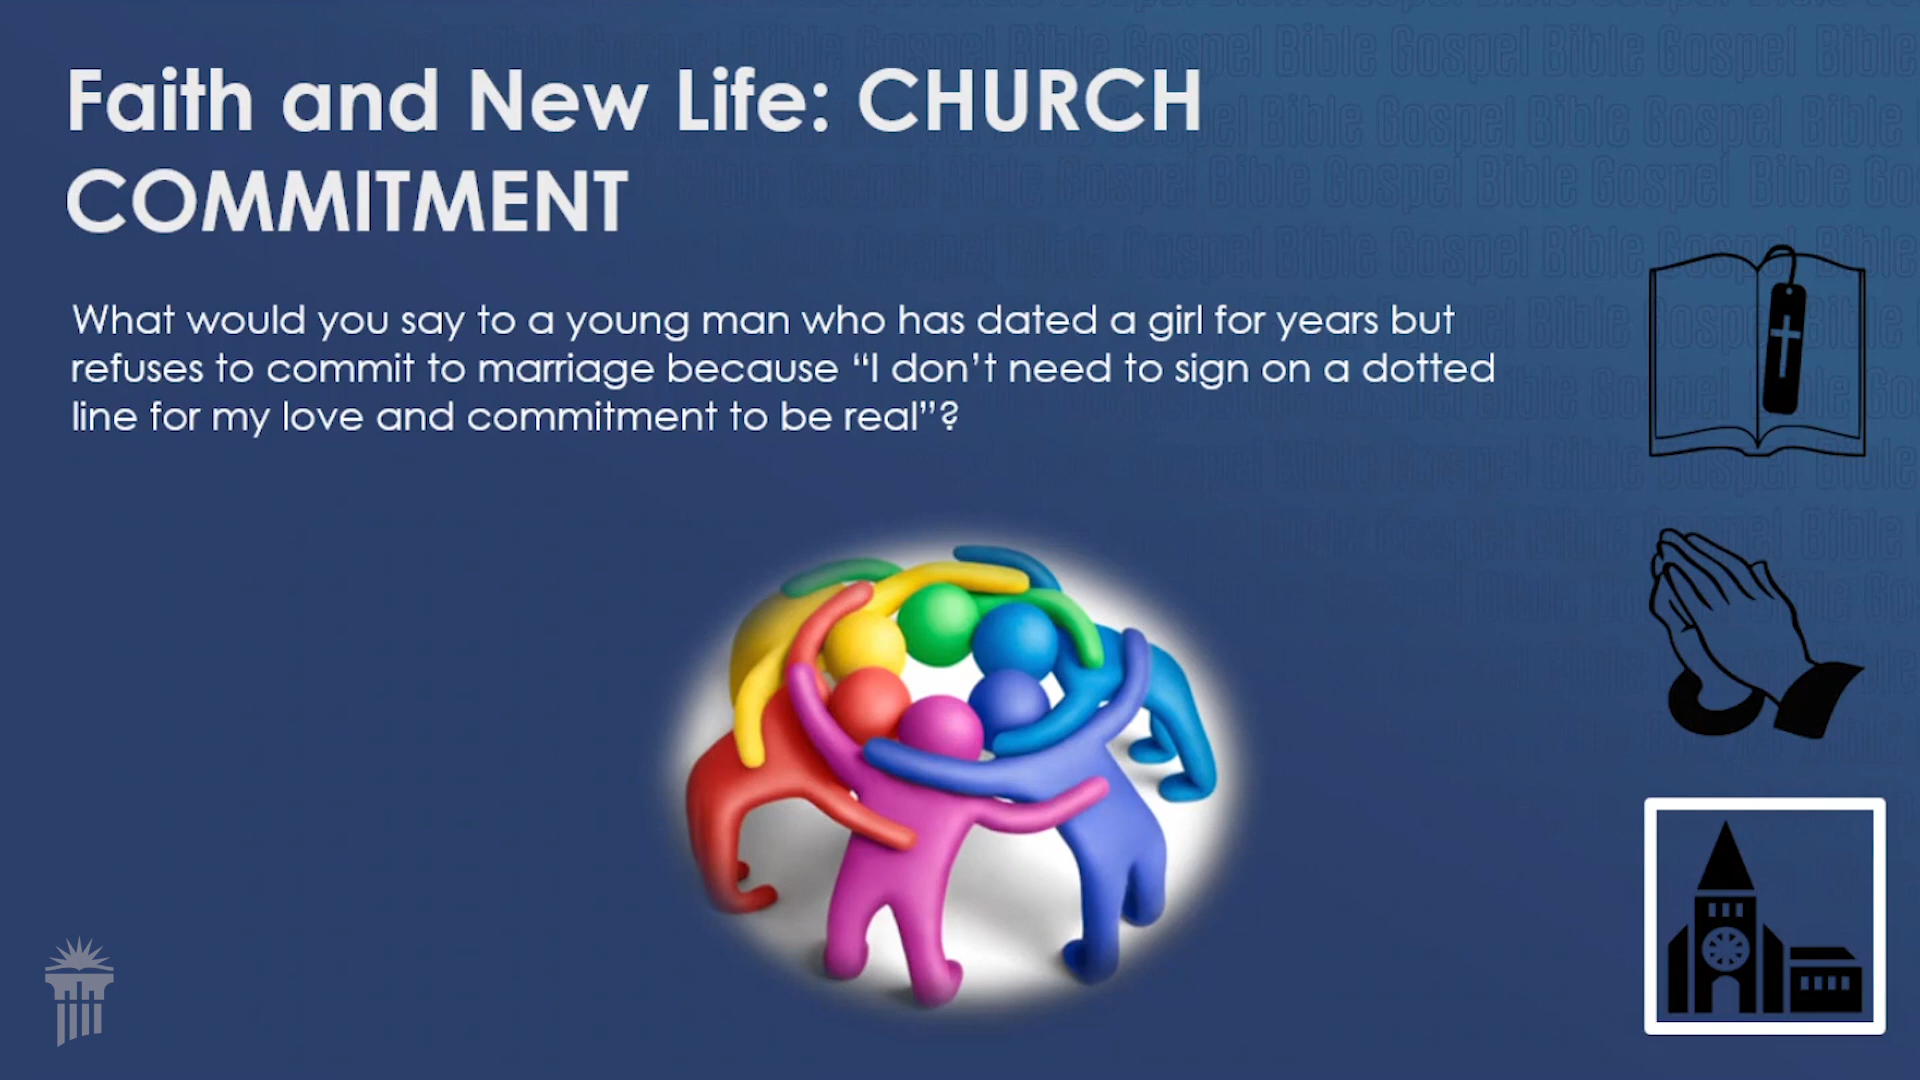 Faith and New Life: CHURCH
COMMITMENT
What would you say to a young man who has dated a girl for years but
refuses to commit to marriage because “I don’t need to sign on a dotted
line for my love and commitment to be real”?